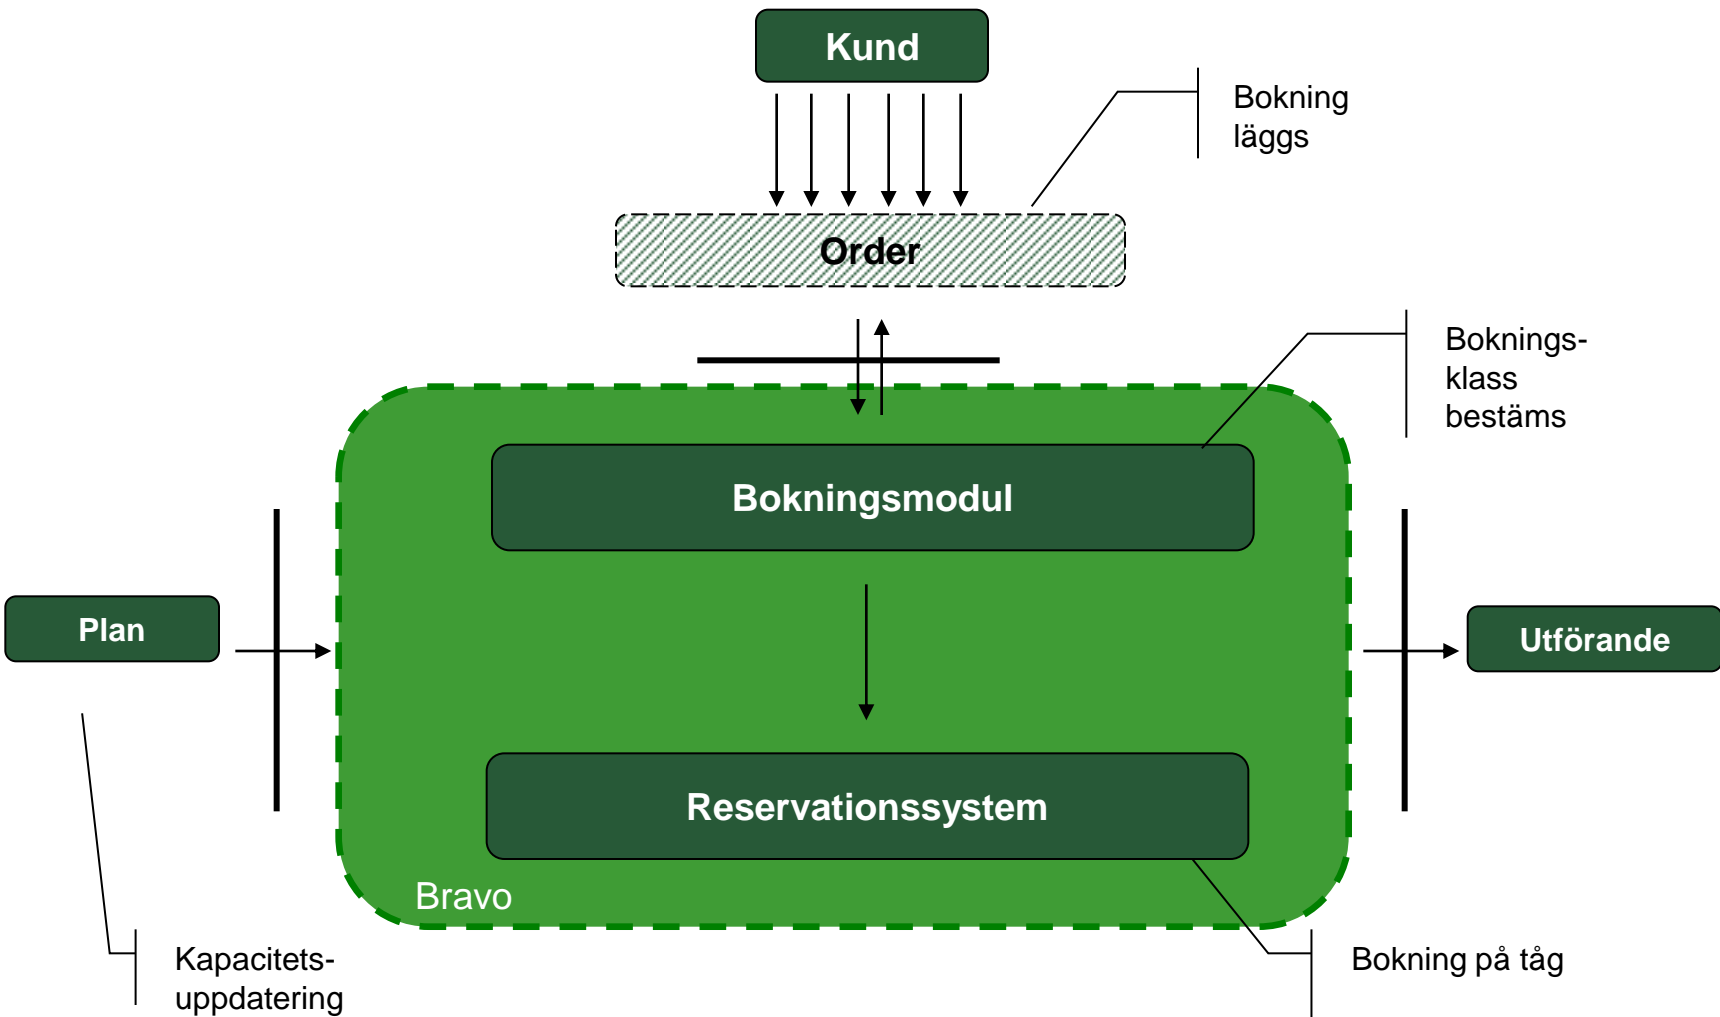 Kund
Bokning
läggs
Order
Boknings-
klass
bestäms
Bokningsmodul
Plan
Utförande
Reservationssystem
Bravo
Kapacitets-
uppdatering
Bokning på tåg